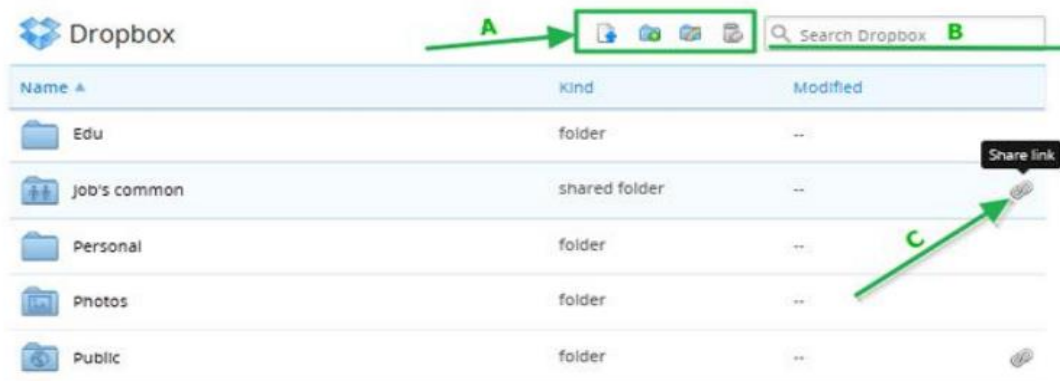 Dropbox A Search Dropbox B
Name Kind Modified
Edu folder --
Share link
Job's common shared folder --
Personal folder --
C
Photos folder --
Public folder --